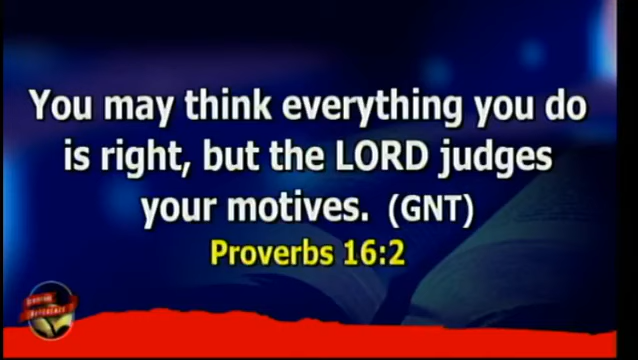 You may think everything you do
is right, but the LORD judges
your motives. (GNT)
Proverbs 16:2